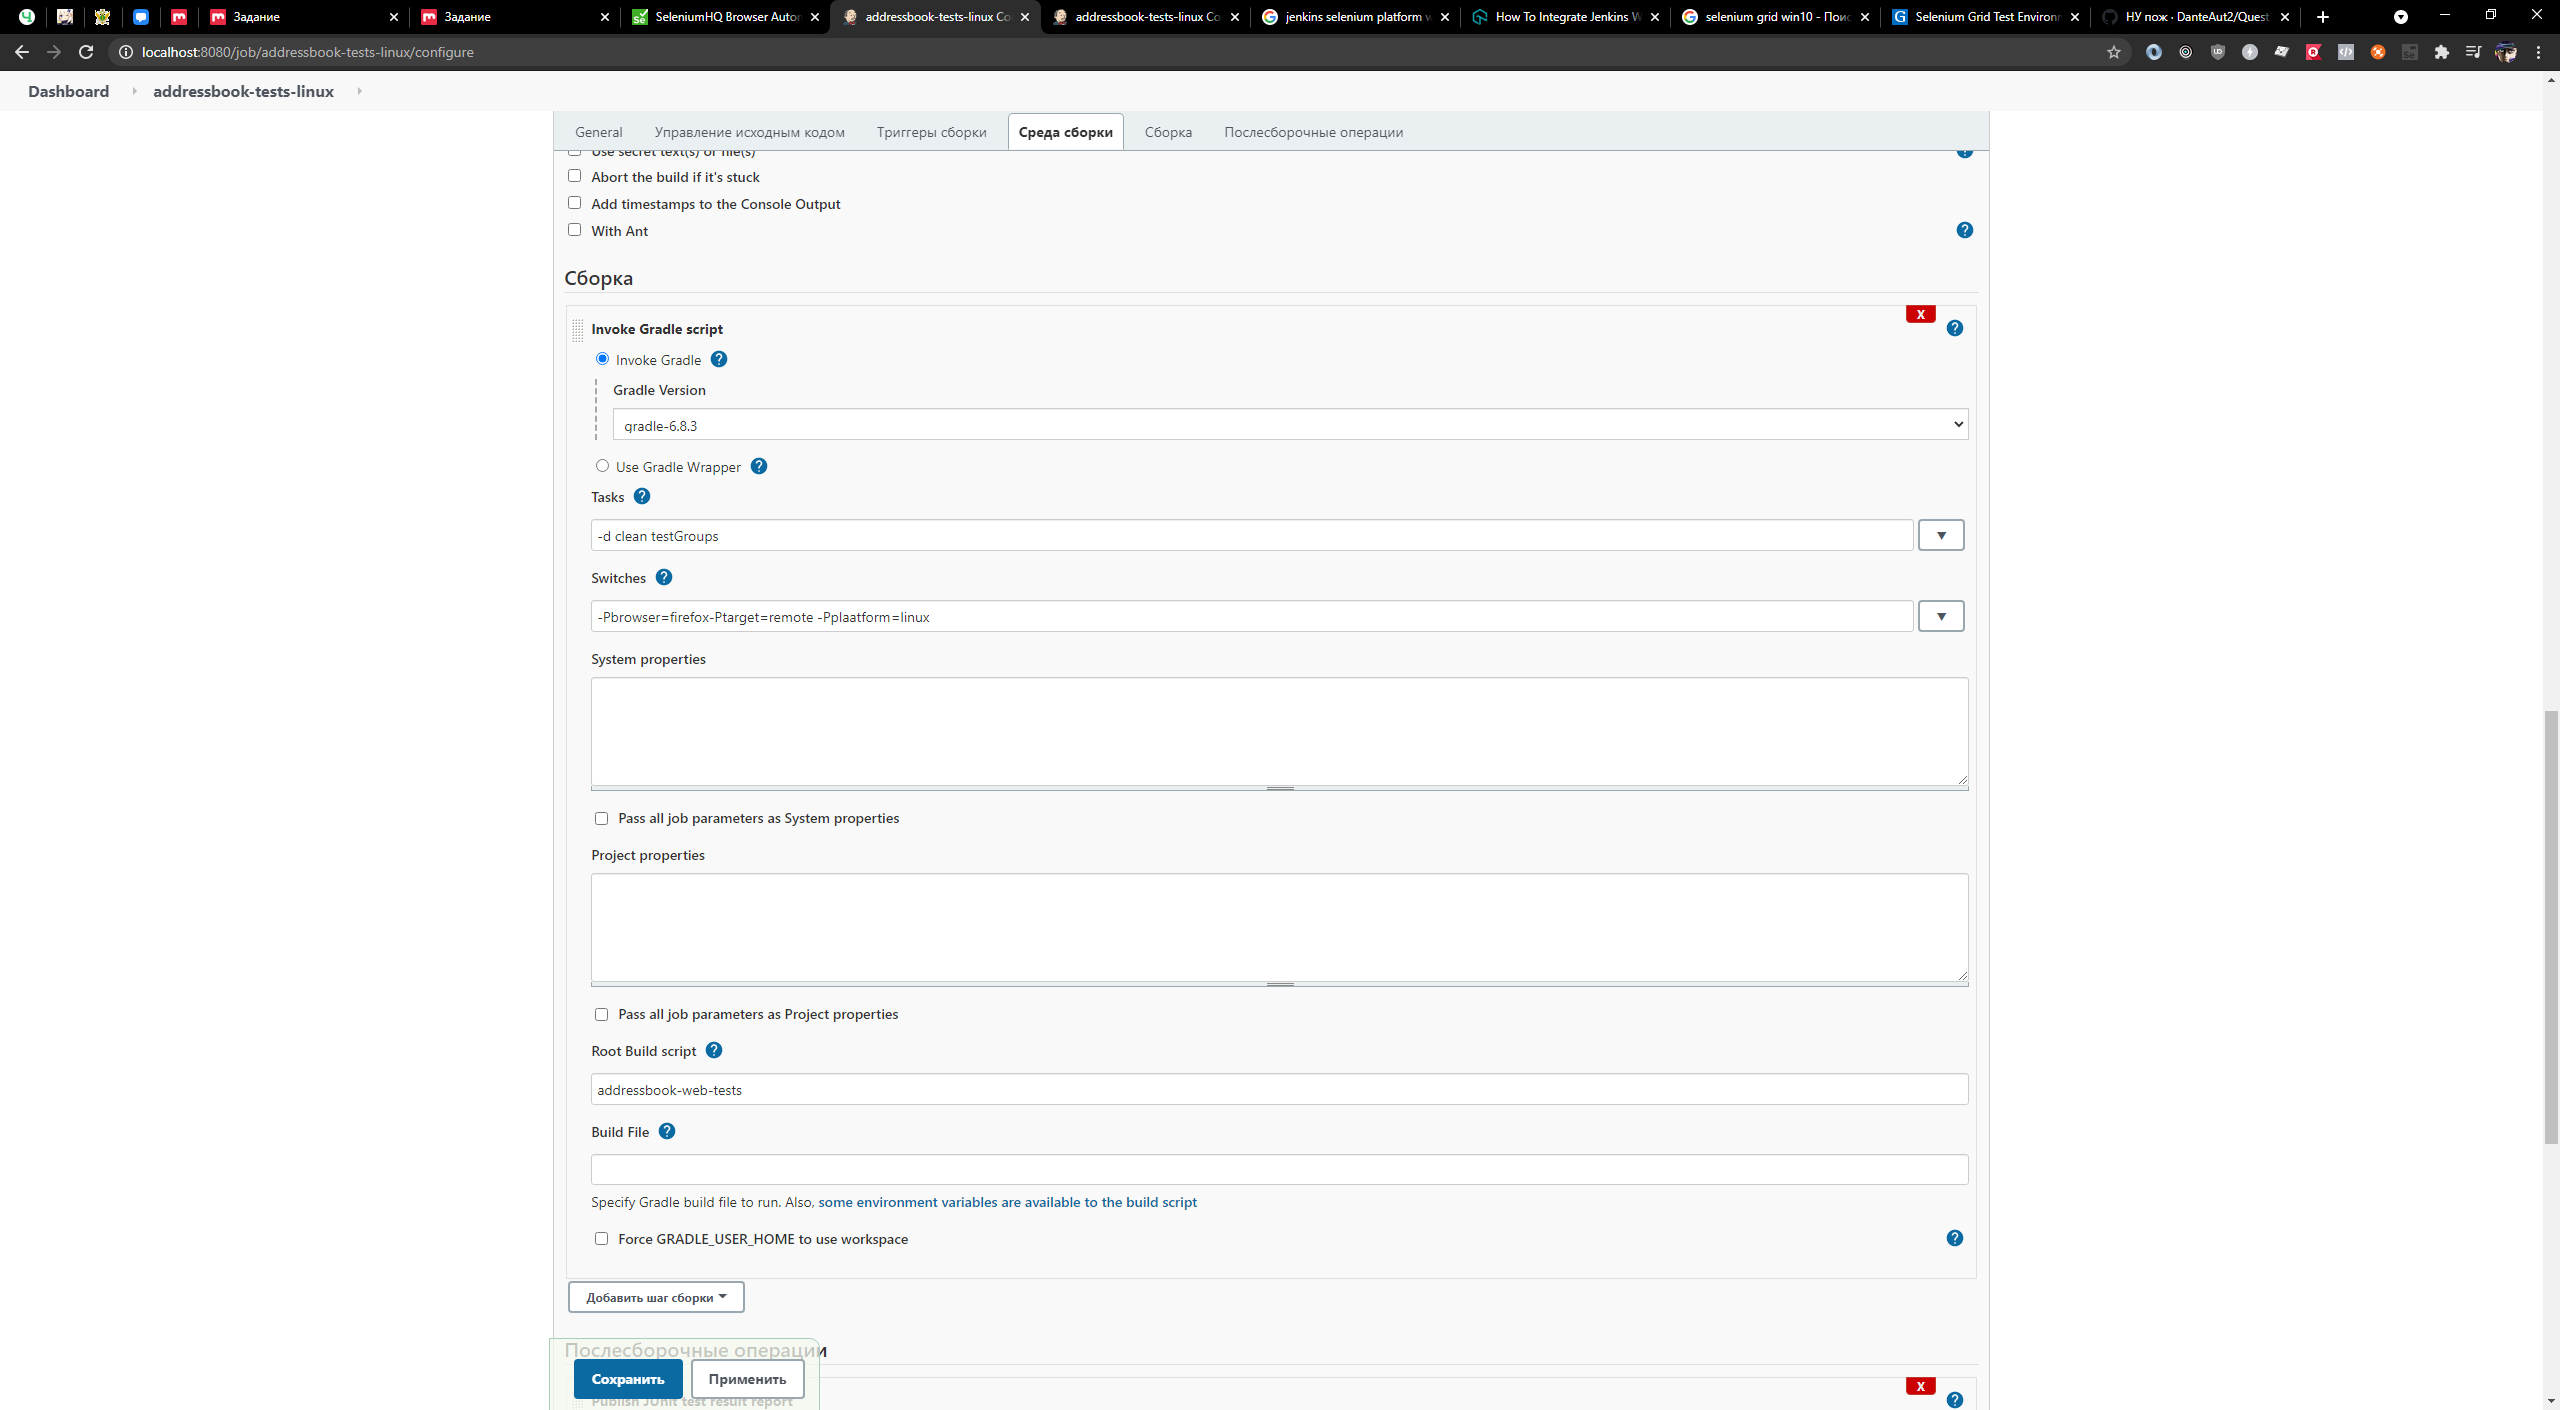 Задание
Задание
SeleniumHQ Browser Autor
addressbook-tests-linux Co
addressbook-tests-linux Co
jenkins selenium platform w
How To Integrate Jenkins W
selenium grid win10 - Поис
Selenium Grid Test Environ
НУ пож · DanteAut2/Quest
localhost:8080/job/addressbook-tests-linux/configure
Dashboard
addressbook-tests-linux
General
Управление исходным кодом
Триггеры сборки
Среда сборки
Сборка
Послесборочные операции
Use secret text(s) or file(s)
Abort the build if it's stuck
Add timestamps to the Console Output
With Ant
Сборка
X
Invoke Gradle script
Invoke Gradle
Gradle Version
gradle-6.8.3
Use Gradle Wrapper
Tasks
-d clean testGroups
Switches
-Pbrowser=firefox-Ptarget=remote -Pplaatform=linux
System properties
Pass all job parameters as System properties
Project properties
Pass all job parameters as Project properties
Root Build script
addressbook-web-tests
Build File
Specify Gradle build file to run. Also, some environment variables are available to the build script
Force GRADLE_USER_HOME to use workspace
Добавить шаг сборки
Послесборочные операции
Сохранить
Применить
X
Publish JUnit test result report